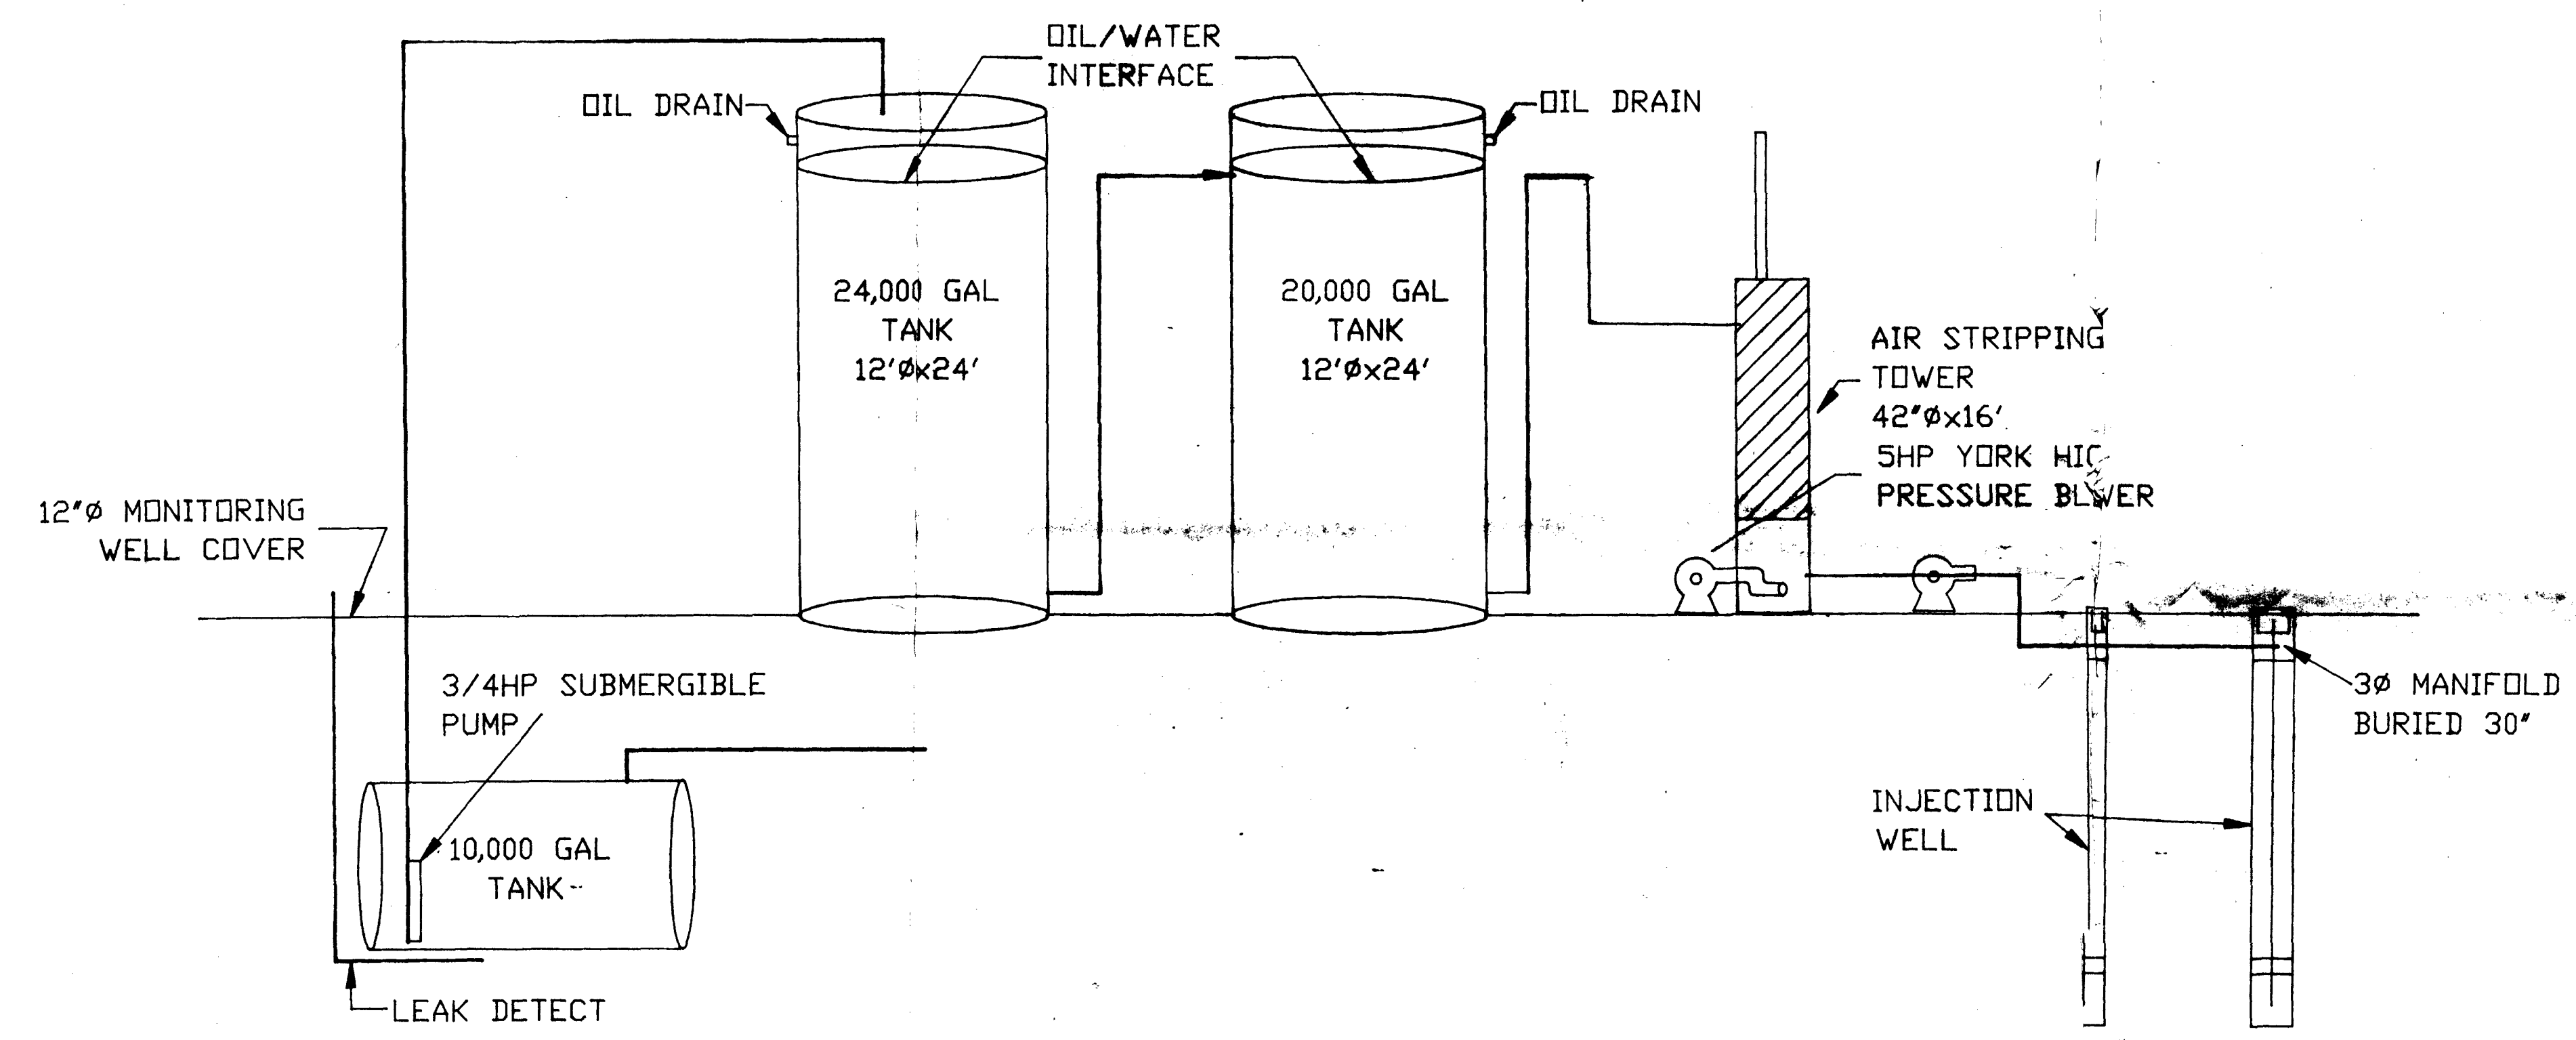 OIL/WATER
INTERFACE
OIL DRAIN
OIL DRAIN
24,000 GAL
TANK
12'Øx24'
20,000 GAL
TANK
12'Øx24'
AIR STRIPPING
TOWER
42"Øx16'
5HP YORK
PRESSURE
12"Ø MONITORING
WELL COVER
3/4HP SUBMERGIBLE
PUMP
3Ø MANIFOLD
BURIED 30"
10,000 GAL
TANK
INJECTION
WELL
LEAK DETECT